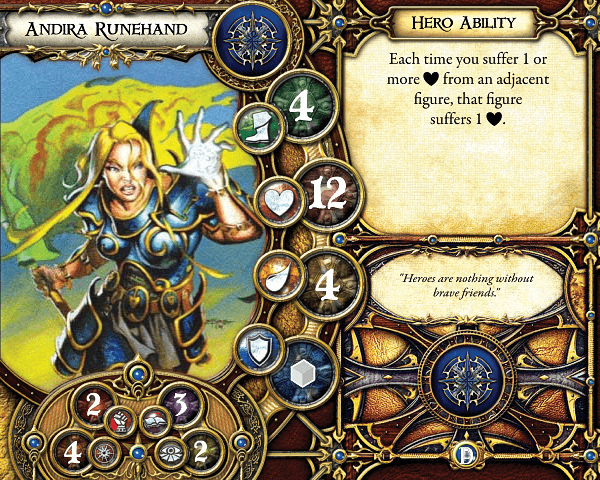 Andira Runehand
4
12
4
2
3
4
2
Hero Ability
Each time you suffer 1 or
more from an adjacent
figure, that figure
suffers 1 .
"Heroes are nothing without
brave friends."
D